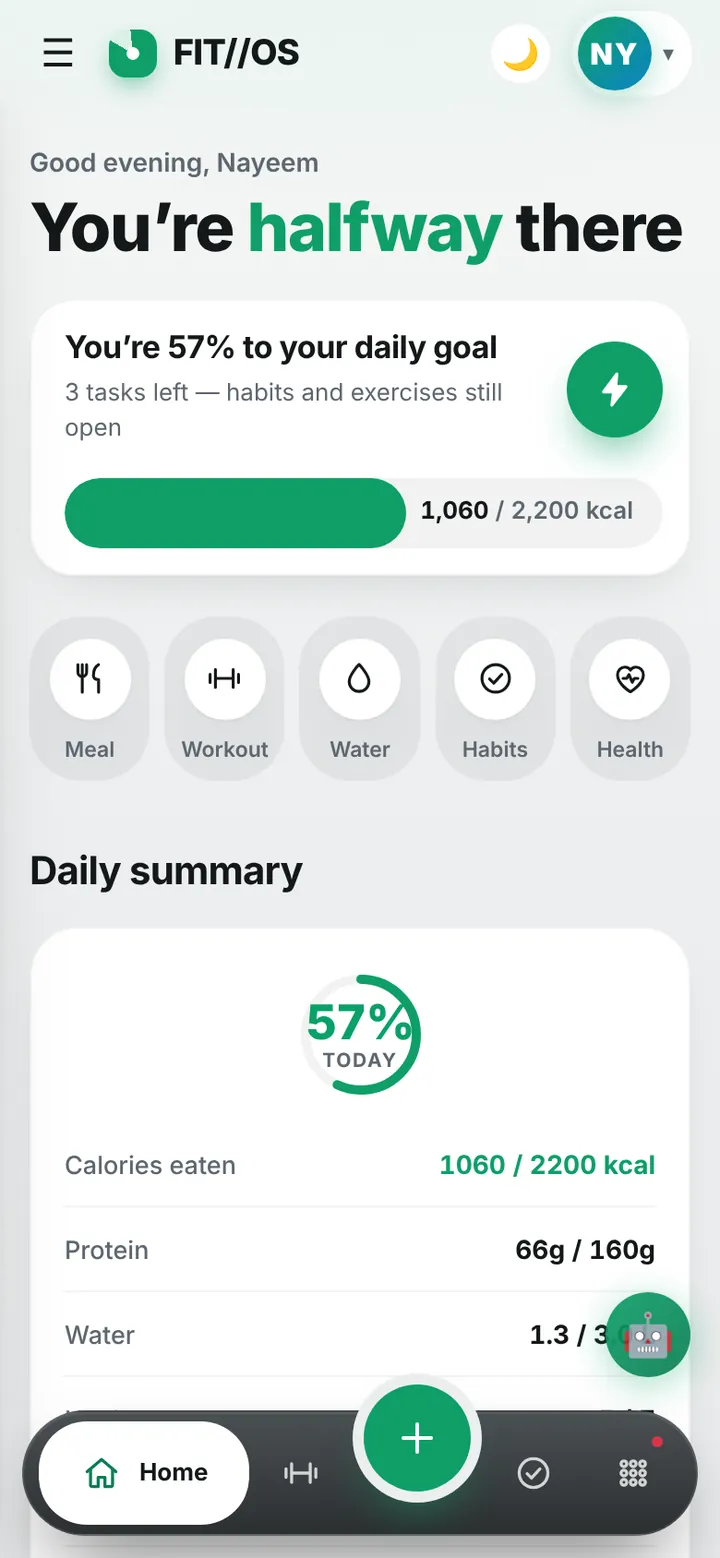 FIT//OS
NY
Good evening, Nayeem
You’re halfway there
You’re 57% to your daily goal
3 tasks left — habits and exercises still
open
1,060 / 2,200 kcal
Meal
Workout
Water
Habits
Health
Daily summary
57%
TODAY
Calories eaten
1060 / 2200 kcal
Protein
66g / 160g
Water
1.3 / 3
Home